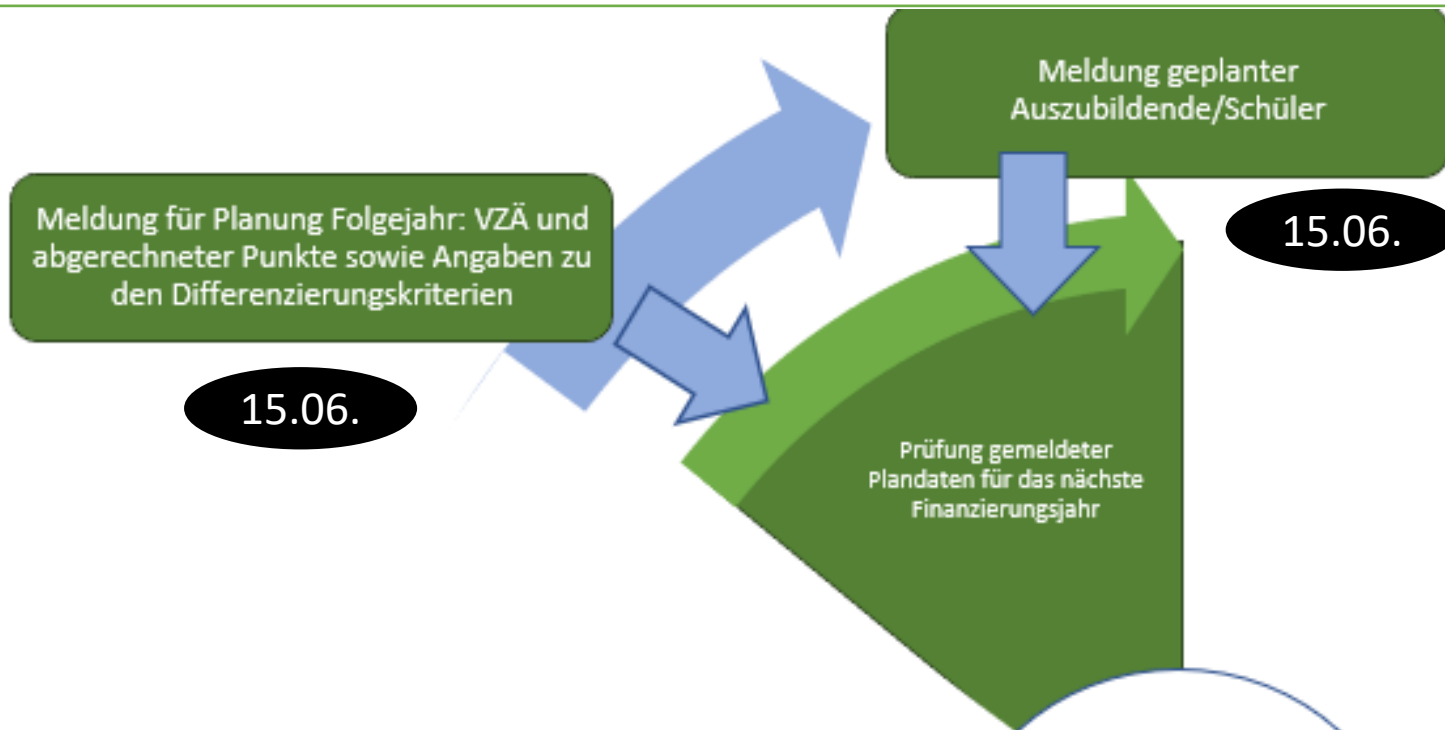 Meldung geplanter
Auszubildende/Schüler
15.06.
Meldung für Planung Folgejahr: VZÄ und
abgerechneter Punkte sowie Angaben zu
den Differenzierungskriterien
15.06.
Prüfung gemeldeter
Plandaten für das nächste
Finanzierungsjahr